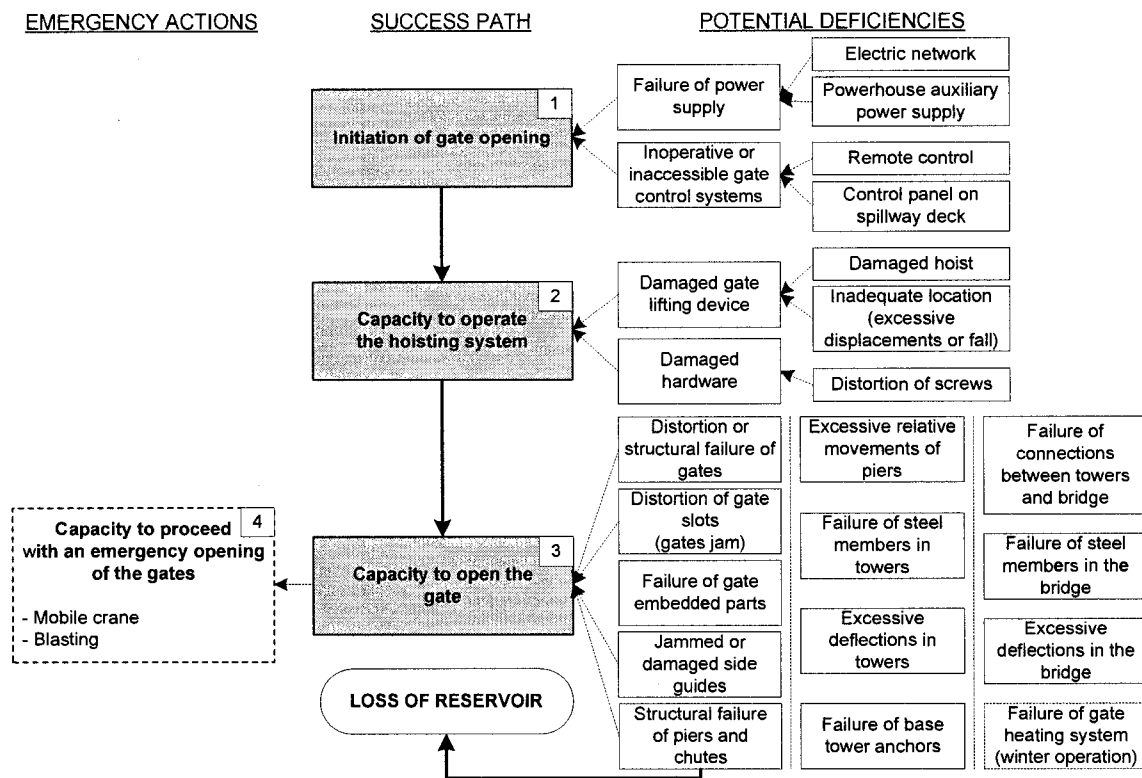 EMERGENCY ACTIONS
SUCCESS PATH
POTENTIAL DEFICIENCIES
1
Initiation of gate opening
Failure of power
supply
Electric network
Powerhouse auxiliary
power supply
Inoperative or
inaccessible gate
control systems
Remote control
Control panel on
spillway deck
2
Capacity to operate
the hoisting system
Damaged gate
lifting device
Damaged hoist
Inadequate location
(excessive
displacements or fall)
Damaged
hardware
Distortion of screws
4
Capacity to proceed
with an emergency opening
of the gates
- Mobile crane
- Blasting
3
Capacity to open the
gate
Distortion or
structural failure of
gates
Distortion of gate
slots
(gates jam)
Failure of gate
embedded parts
Jammed or
damaged side
guides
Structural failure
of piers and
chutes
Excessive relative
movements of
piers
Failure of steel
members in
towers
Excessive
deflections in
towers
Failure of base
tower anchors
Failure of
connections
between towers
and bridge
Failure of steel
members in the
bridge
Excessive
deflections in the
bridge
Failure of gate
heating system
(winter operation)
LOSS OF RESERVOIR